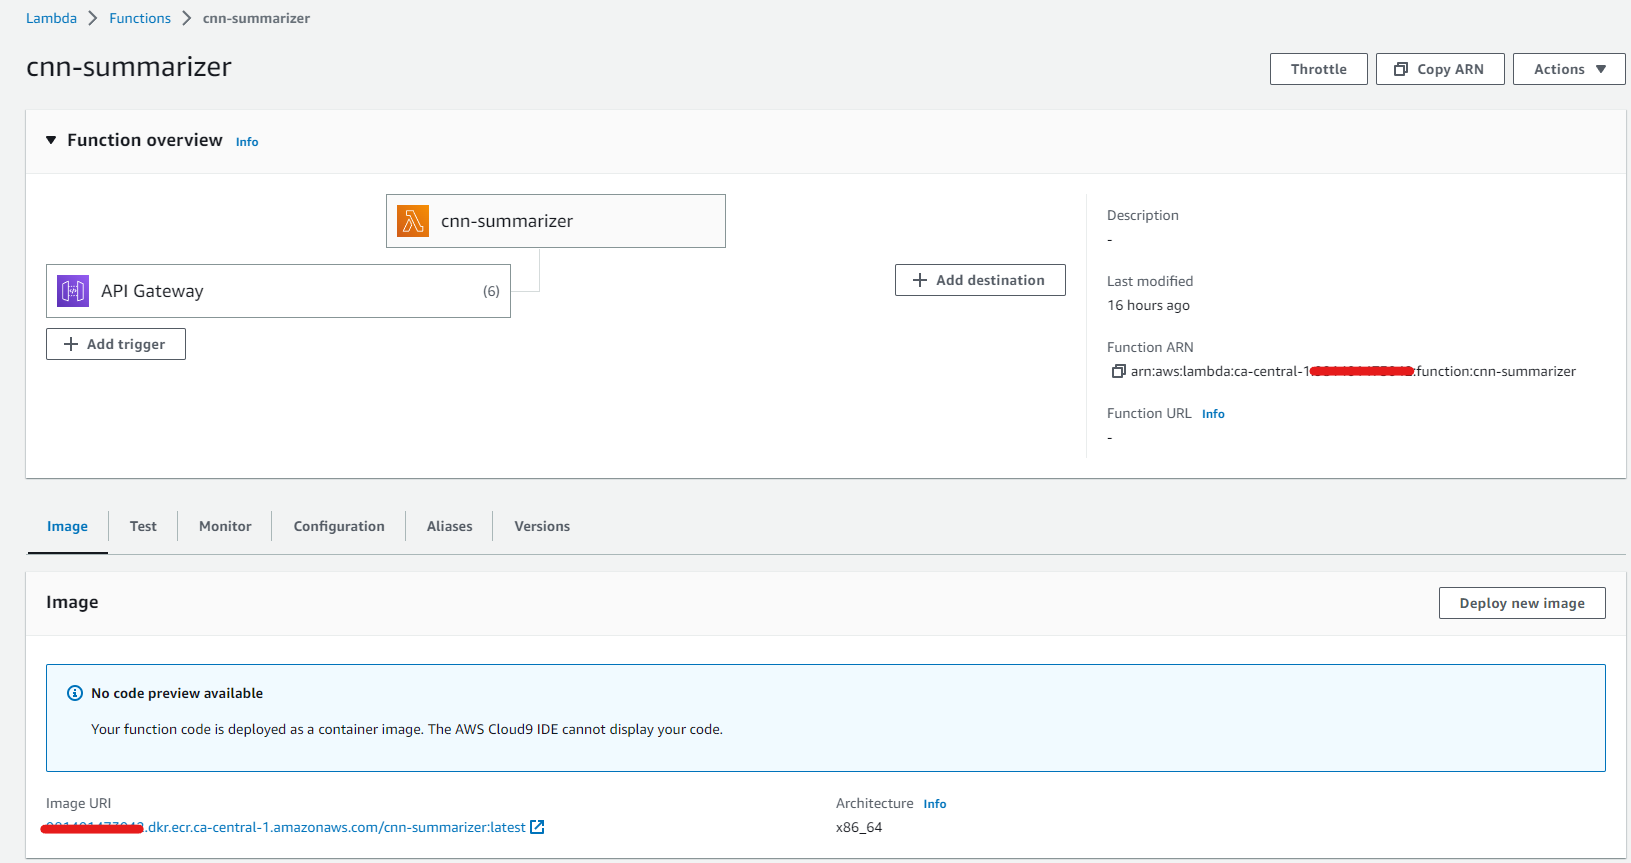 Lambda > Functions > cnn-summarizer
cnn-summarizer
Throttle
Copy ARN
Actions ▼
▼ Function overview Info
cnn-summarizer
API Gateway (6)
+ Add trigger
+ Add destination
Description
-
Last modified
16 hours ago
Function ARN
arn:aws:lambda:ca-central-1: :function:cnn-summarizer
Function URL Info
-
Image
Test
Monitor
Configuration
Aliases
Versions
Image
Deploy new image
No code preview available
Your function code is deployed as a container image. The AWS Cloud9 IDE cannot display your code.
Image URI
.dkr.ecr.ca-central-1.amazonaws.com/cnn-summarizer:latest
Architecture Info
x86_64